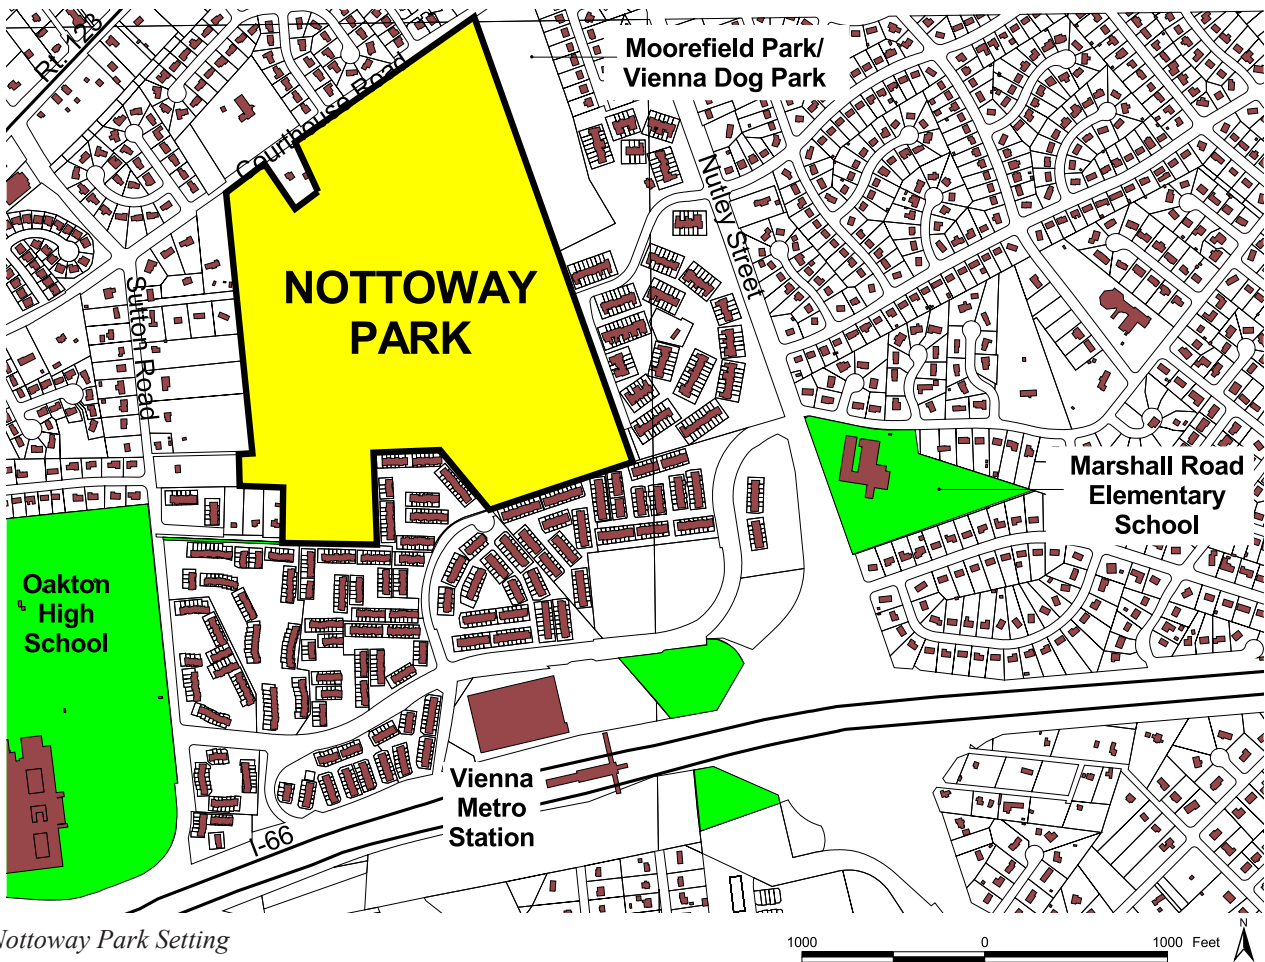 Rt. 123
Courthouse Road
Moorefield Park/
Vienna Dog Park
Nutley Street
NOTTOWAY
PARK
Sutton Road
Marshall Road
Elementary
School
Oakton
High
School
Vienna
Metro
Station
I-66
Nottoway Park Setting
1000 0 1000 Feet
N